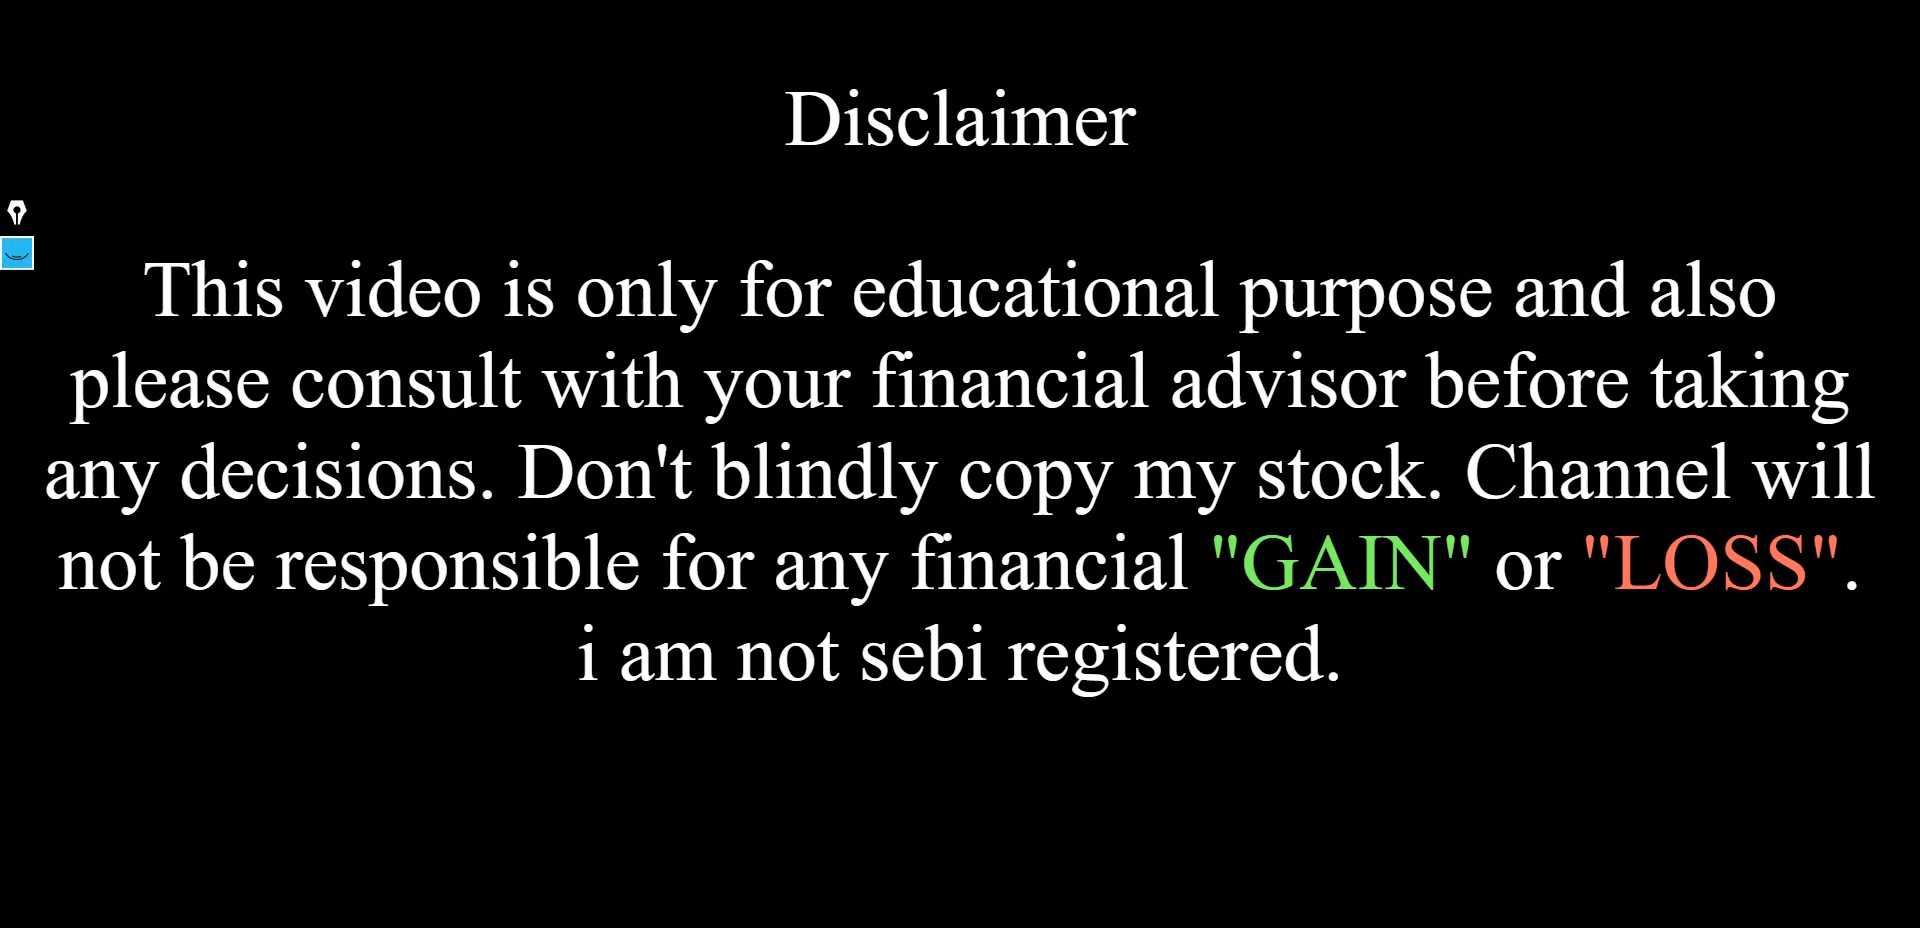 Disclaimer
This video is only for educational purpose and also
please consult with your financial advisor before taking
any decisions. Don't blindly copy my stock. Channel will
not be responsible for any financial "GAIN" or "LOSS".
i am not sebi registered.